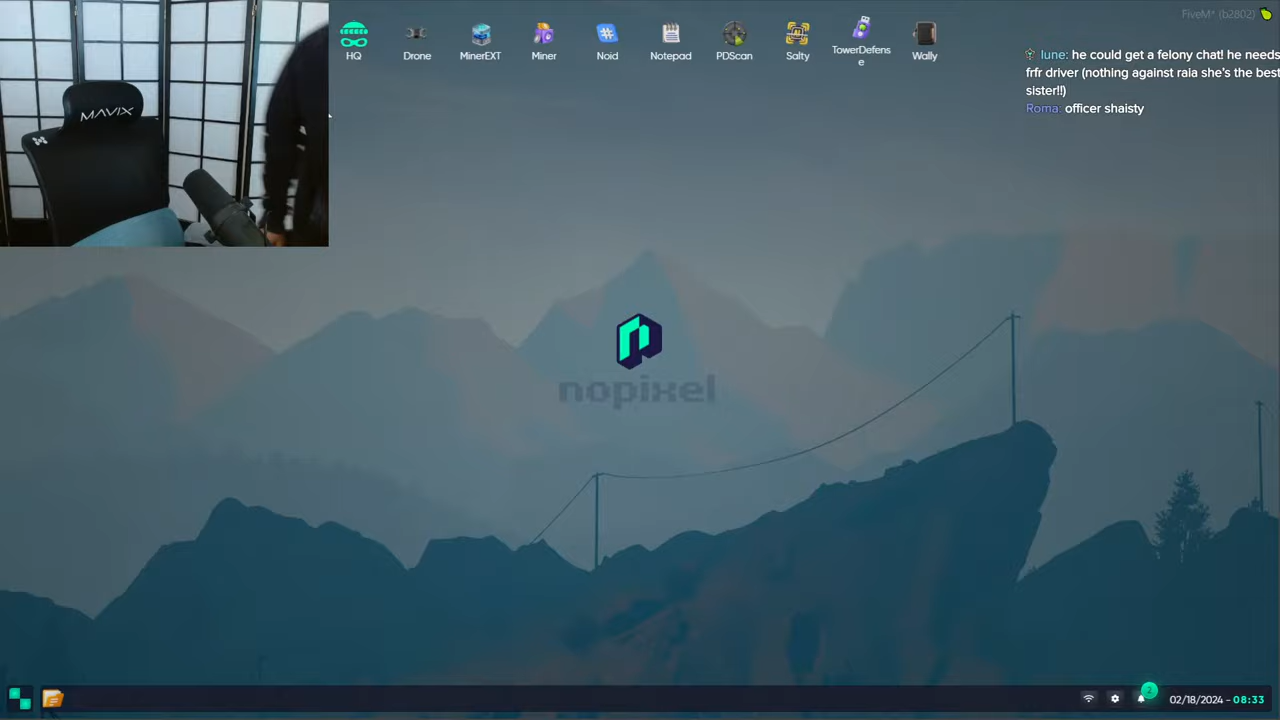 FiveM* (b2802)
MAVIX
HQ
Drone
MinerEXT
Miner
Noid
Notepad
PDScan
Salty
TowerDefens
e
Wally
lune: he could get a felony chat! he needs
frfr driver (nothing against raia she's the best
sister!!)
Roma: officer shaisty
nopixel
2
02/18/2024 - 08:33